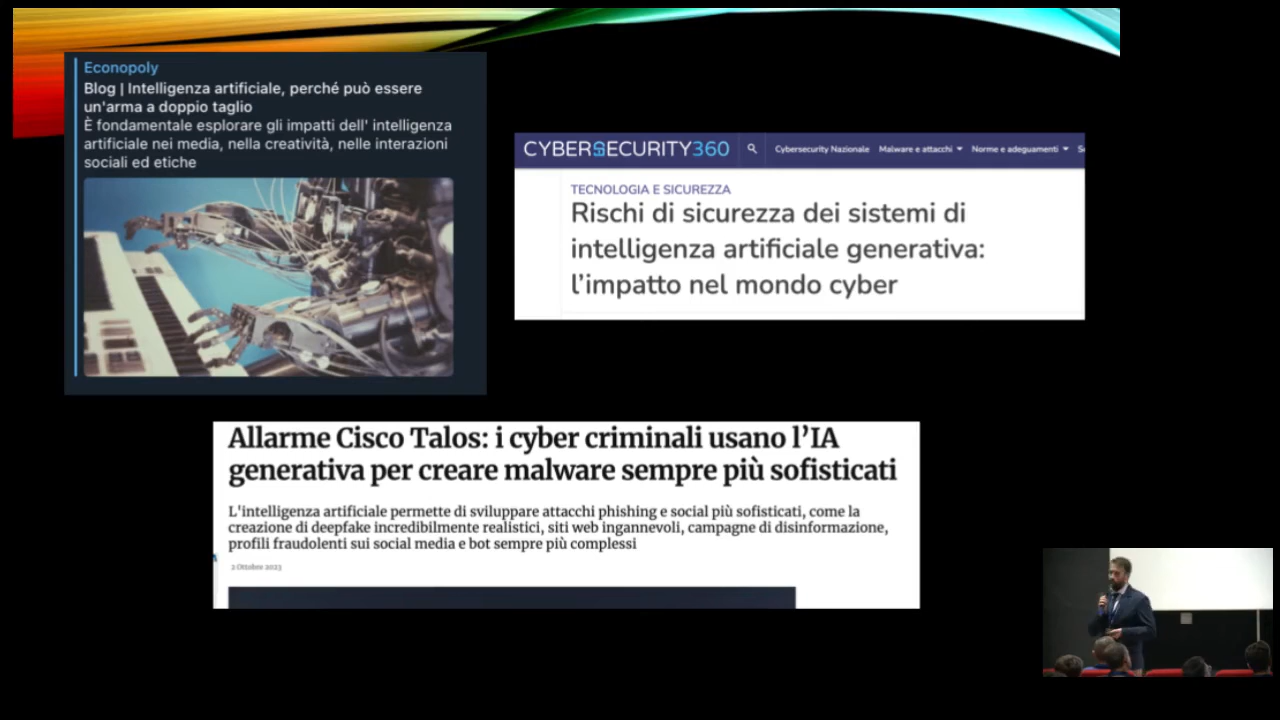 Econopoly
Blog | Intelligenza artificiale, perché può essere
un'arma a doppio taglio
È fondamentale esplorare gli impatti dell' intelligenza
artificiale nei media, nella creatività, nelle interazioni
sociali ed etiche
CYBERSECURITY360
Cybersecurity Nazionale Malware e attacchi Norme e adeguamenti
TECNOLOGIA E SICUREZZA
Rischi di sicurezza dei sistemi di
intelligenza artificiale generativa:
l’impatto nel mondo cyber
Allarme Cisco Talos: i cyber criminali usano l’IA
generativa per creare malware sempre più sofisticati
L'intelligenza artificiale permette di sviluppare attacchi phishing e social più sofisticati, come la
creazione di deepfake incredibilmente realistici, siti web ingannevoli, campagne di disinformazione,
profili fraudolenti sui social media e bot sempre più complessi
2 Ottobre 2023